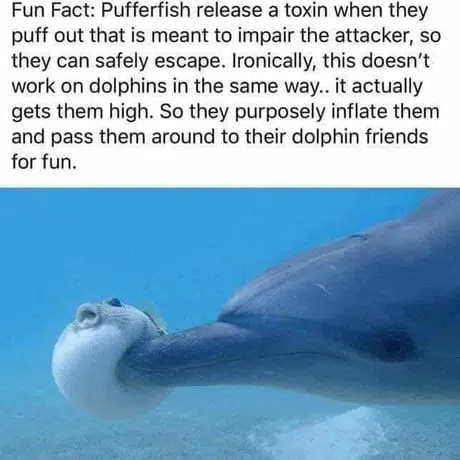 Fun Fact: Pufferfish release a toxin when they
puff out that is meant to impair the attacker, so
they can safely escape. Ironically, this doesn't
work on dolphins in the same way.. it actually
gets them high. So they purposely inflate them
and pass them around to their dolphin friends
for fun.